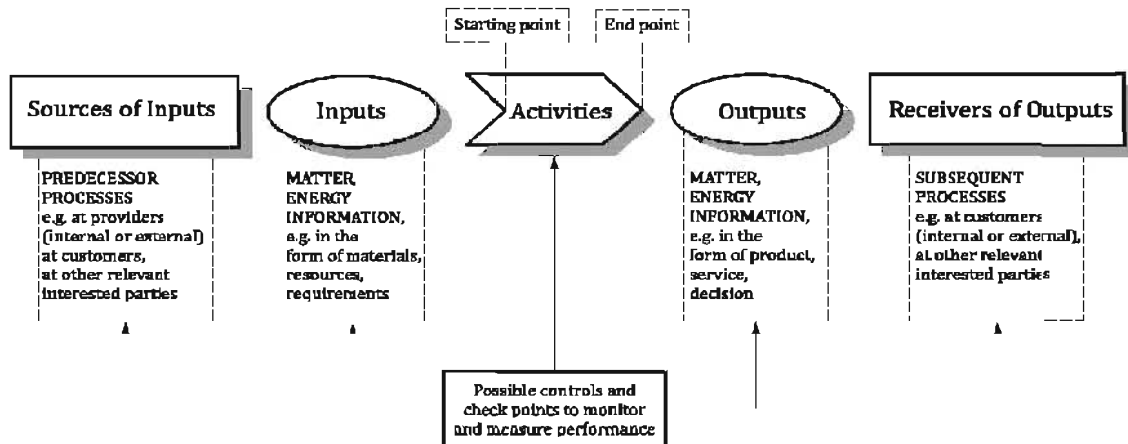 Starting point
End point
Sources of Inputs
Inputs
Activities
Outputs
Receivers of Outputs
PREDECESSOR
PROCESSES
e.g. at providers
(internal or external)
at customers,
at other relevant
interested parties
MATTER,
ENERGY
INFORMATION,
e.g. in the
form of materials,
resources,
requirements
MATTER,
ENERGY
INFORMATION,
e.g. in the
form of product,
service,
decision
SUBSEQUENT
PROCESSES
e.g. at customers
(internal or external),
at other relevant
interested parties
Possible controls and
check points to monitor
and measure performance